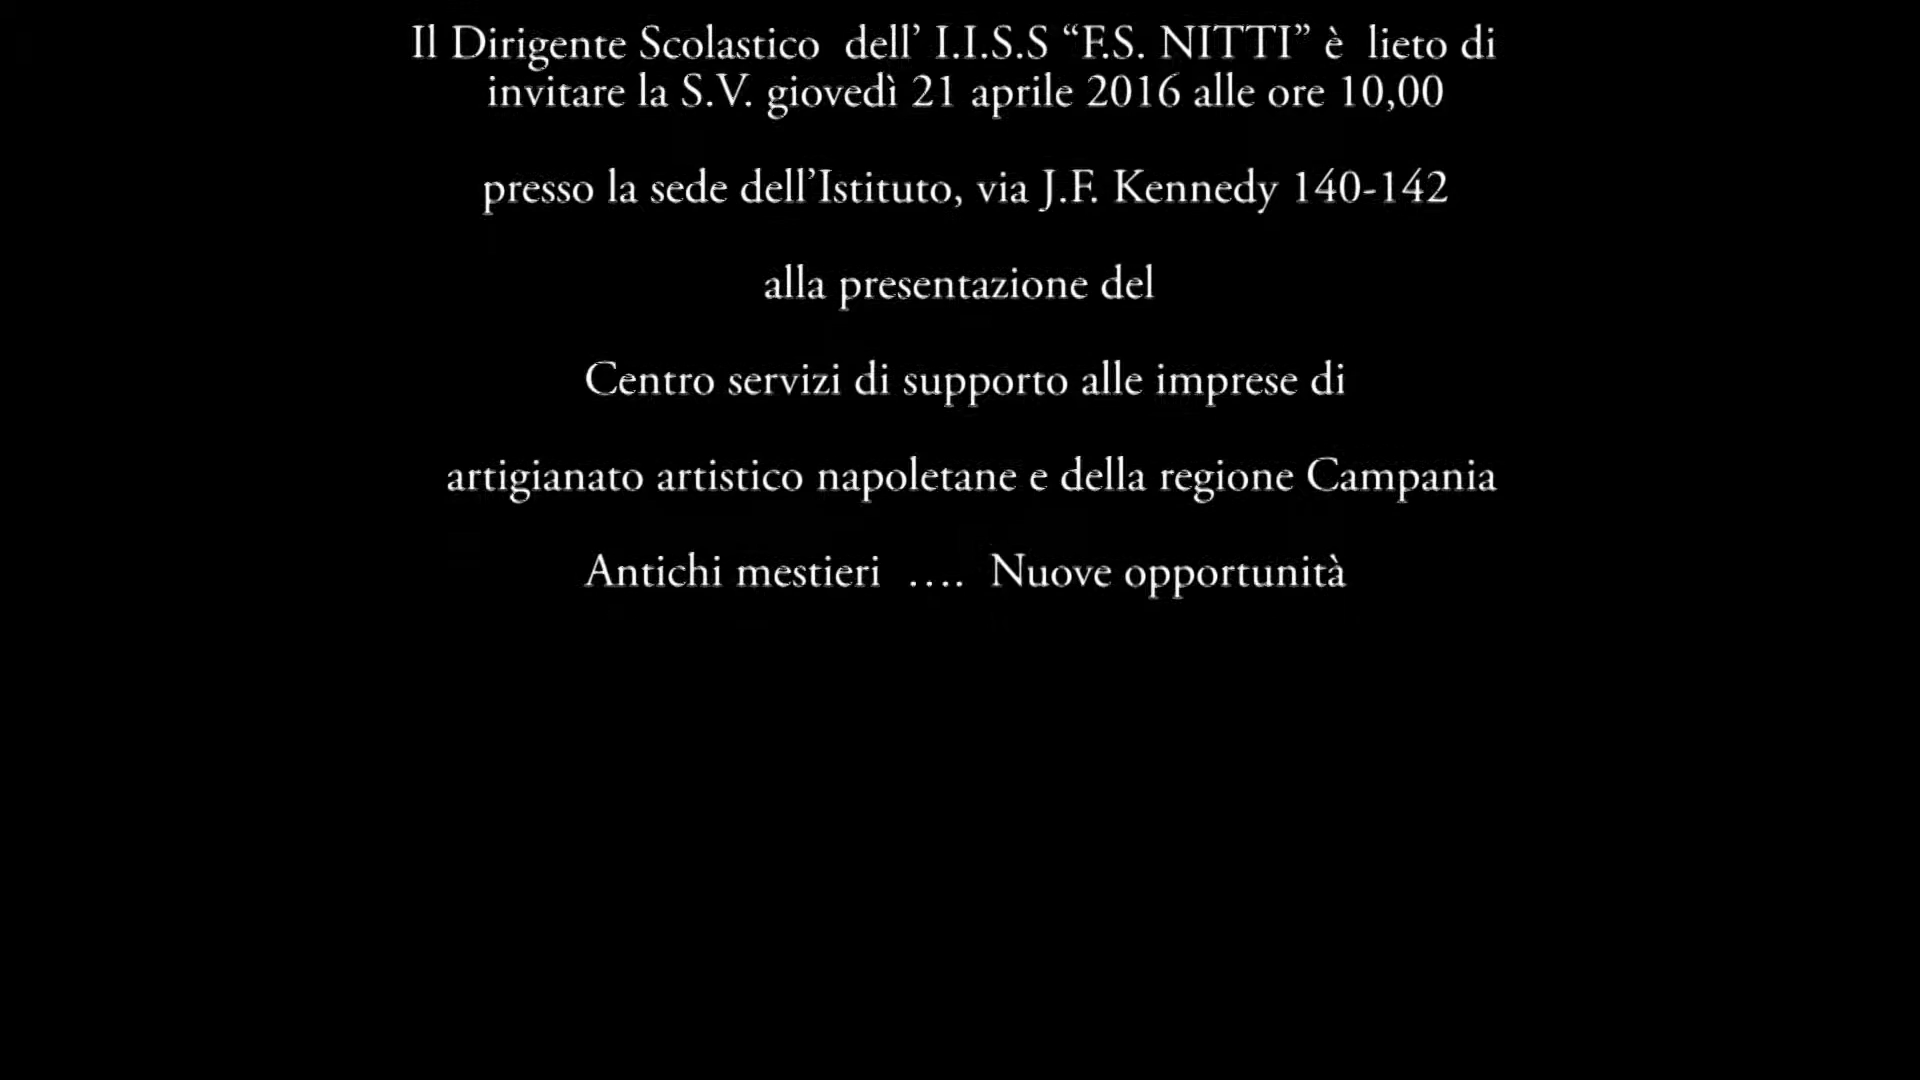 Il Dirigente Scolastico  dell’ I.I.S.S “F.S. NITTI” è  lieto di
invitare la S.V. giovedì 21 aprile 2016 alle ore 10,00
presso la sede dell’Istituto, via J.F. Kennedy 140-142
alla presentazione del
Centro servizi di supporto alle imprese di
artigianato artistico napoletane e della regione Campania
Antichi mestieri  ….  Nuove opportunità